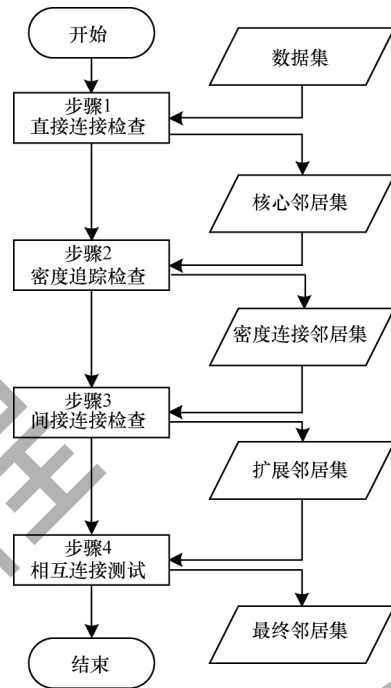 开始
数据集
步骤1
直接连接检查
核心邻居集
步骤2
密度追踪检查
密度连接邻居集
步骤3
间接连接检查
扩展邻居集
步骤4
相互连接测试
最终邻居集
结束